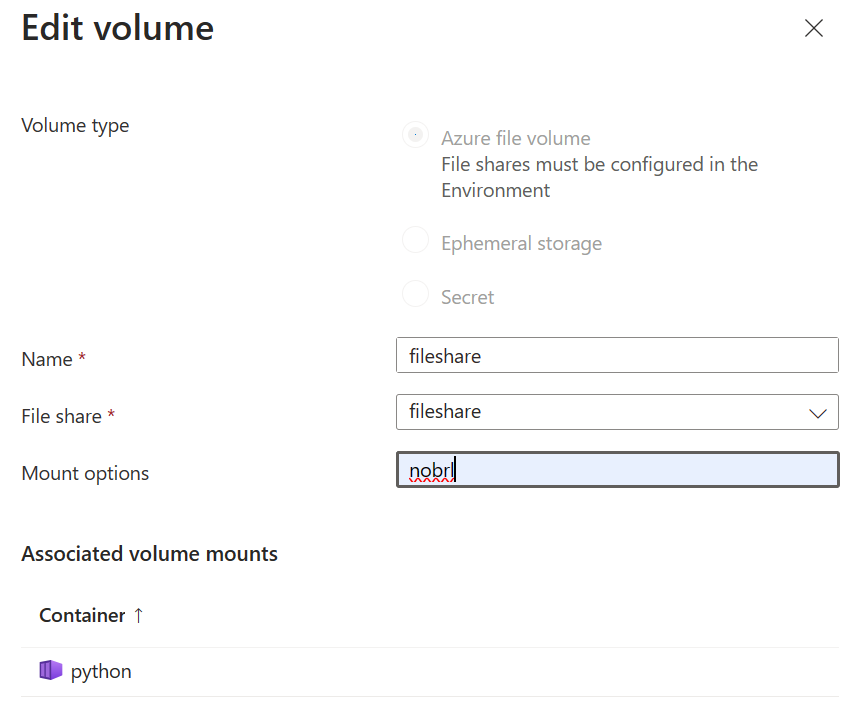 Edit volume
Volume type
Azure file volume
File shares must be configured in the
Environment
Ephemeral storage
Secret
Name *
fileshare
File share *
fileshare
Mount options
nobrl
Associated volume mounts
Container ↑
python